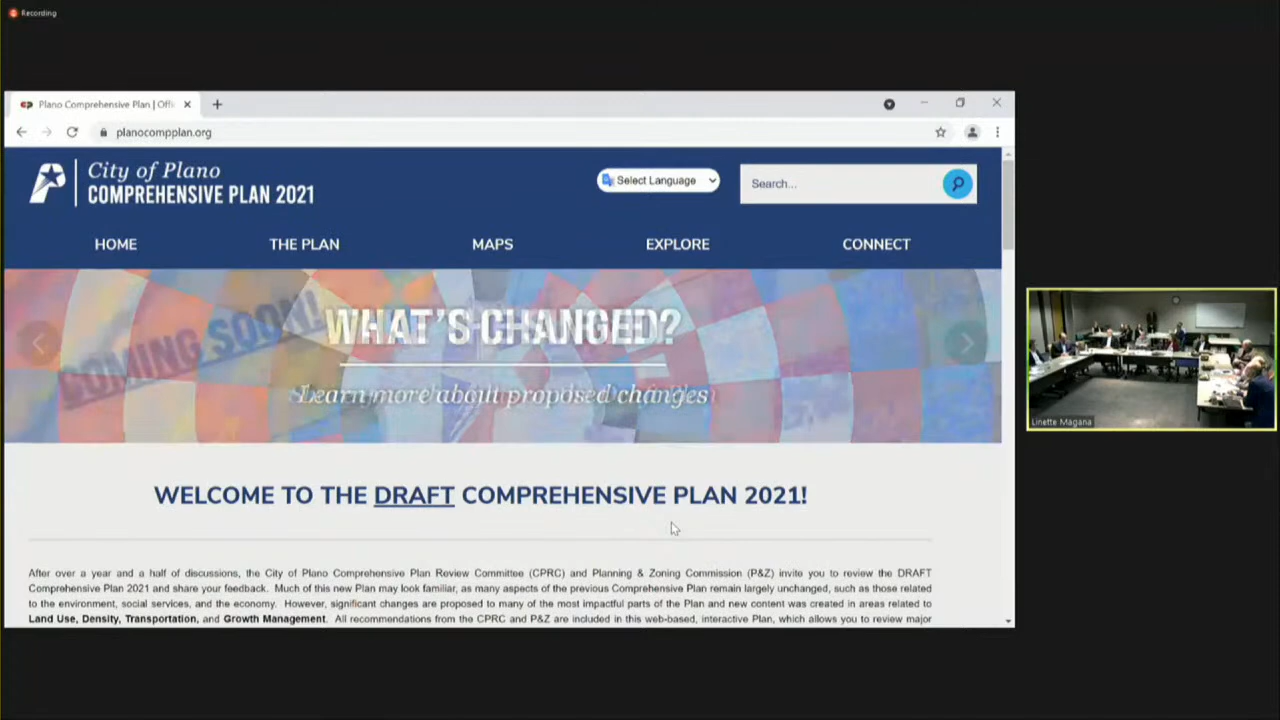 Recording
Plano Comprehensive Plan | Offi
planocompplan.org
City of Plano
COMPREHENSIVE PLAN 2021
Select Language
Search...
HOME
THE PLAN
MAPS
EXPLORE
CONNECT
COMING SOON!
WHAT'S CHANGED?
Learn more about proposed changes
WELCOME TO THE DRAFT COMPREHENSIVE PLAN 2021!
After over a year and a half of discussions, the City of Plano Comprehensive Plan Review Committee (CPRC) and Planning & Zoning Commission (P&Z) invite you to review the DRAFT
Comprehensive Plan 2021 and share your feedback. Much of this new Plan may look familiar, as many aspects of the previous Comprehensive Plan remain largely unchanged, such as those related
to the environment, social services, and the economy. However, significant changes are proposed to many of the most impactful parts of the Plan and new content was created in areas related to
Land Use, Density, Transportation, and Growth Management. All recommendations from the CPRC and P&Z are included in this web-based, interactive Plan, which allows you to review major
Linette Magana